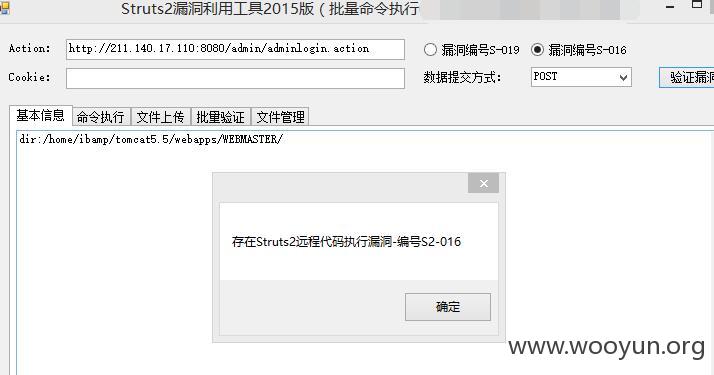 Struts2漏洞利用工具2015版（批量命令执行
Action: http://211.140.17.110:8080/admin/adminlogin.action 漏洞编号S-019 漏洞编号S-016
Cookie: 数据提交方式： POST 验证漏洞
基本信息 命令执行 文件上传 批量验证 文件管理
dir:/home/ibamp/tomcat5.5/webapps/WEBMASTER/
存在Struts2远程代码执行漏洞-编号S2-016
确定
www.wooyun.org